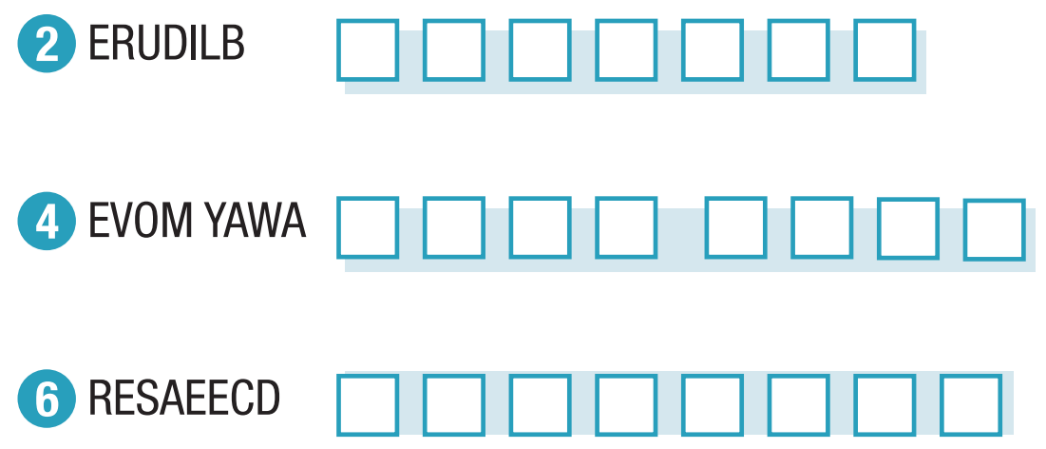 2 ERUDILB
4 EVOM YAWA
6 RESAEECD